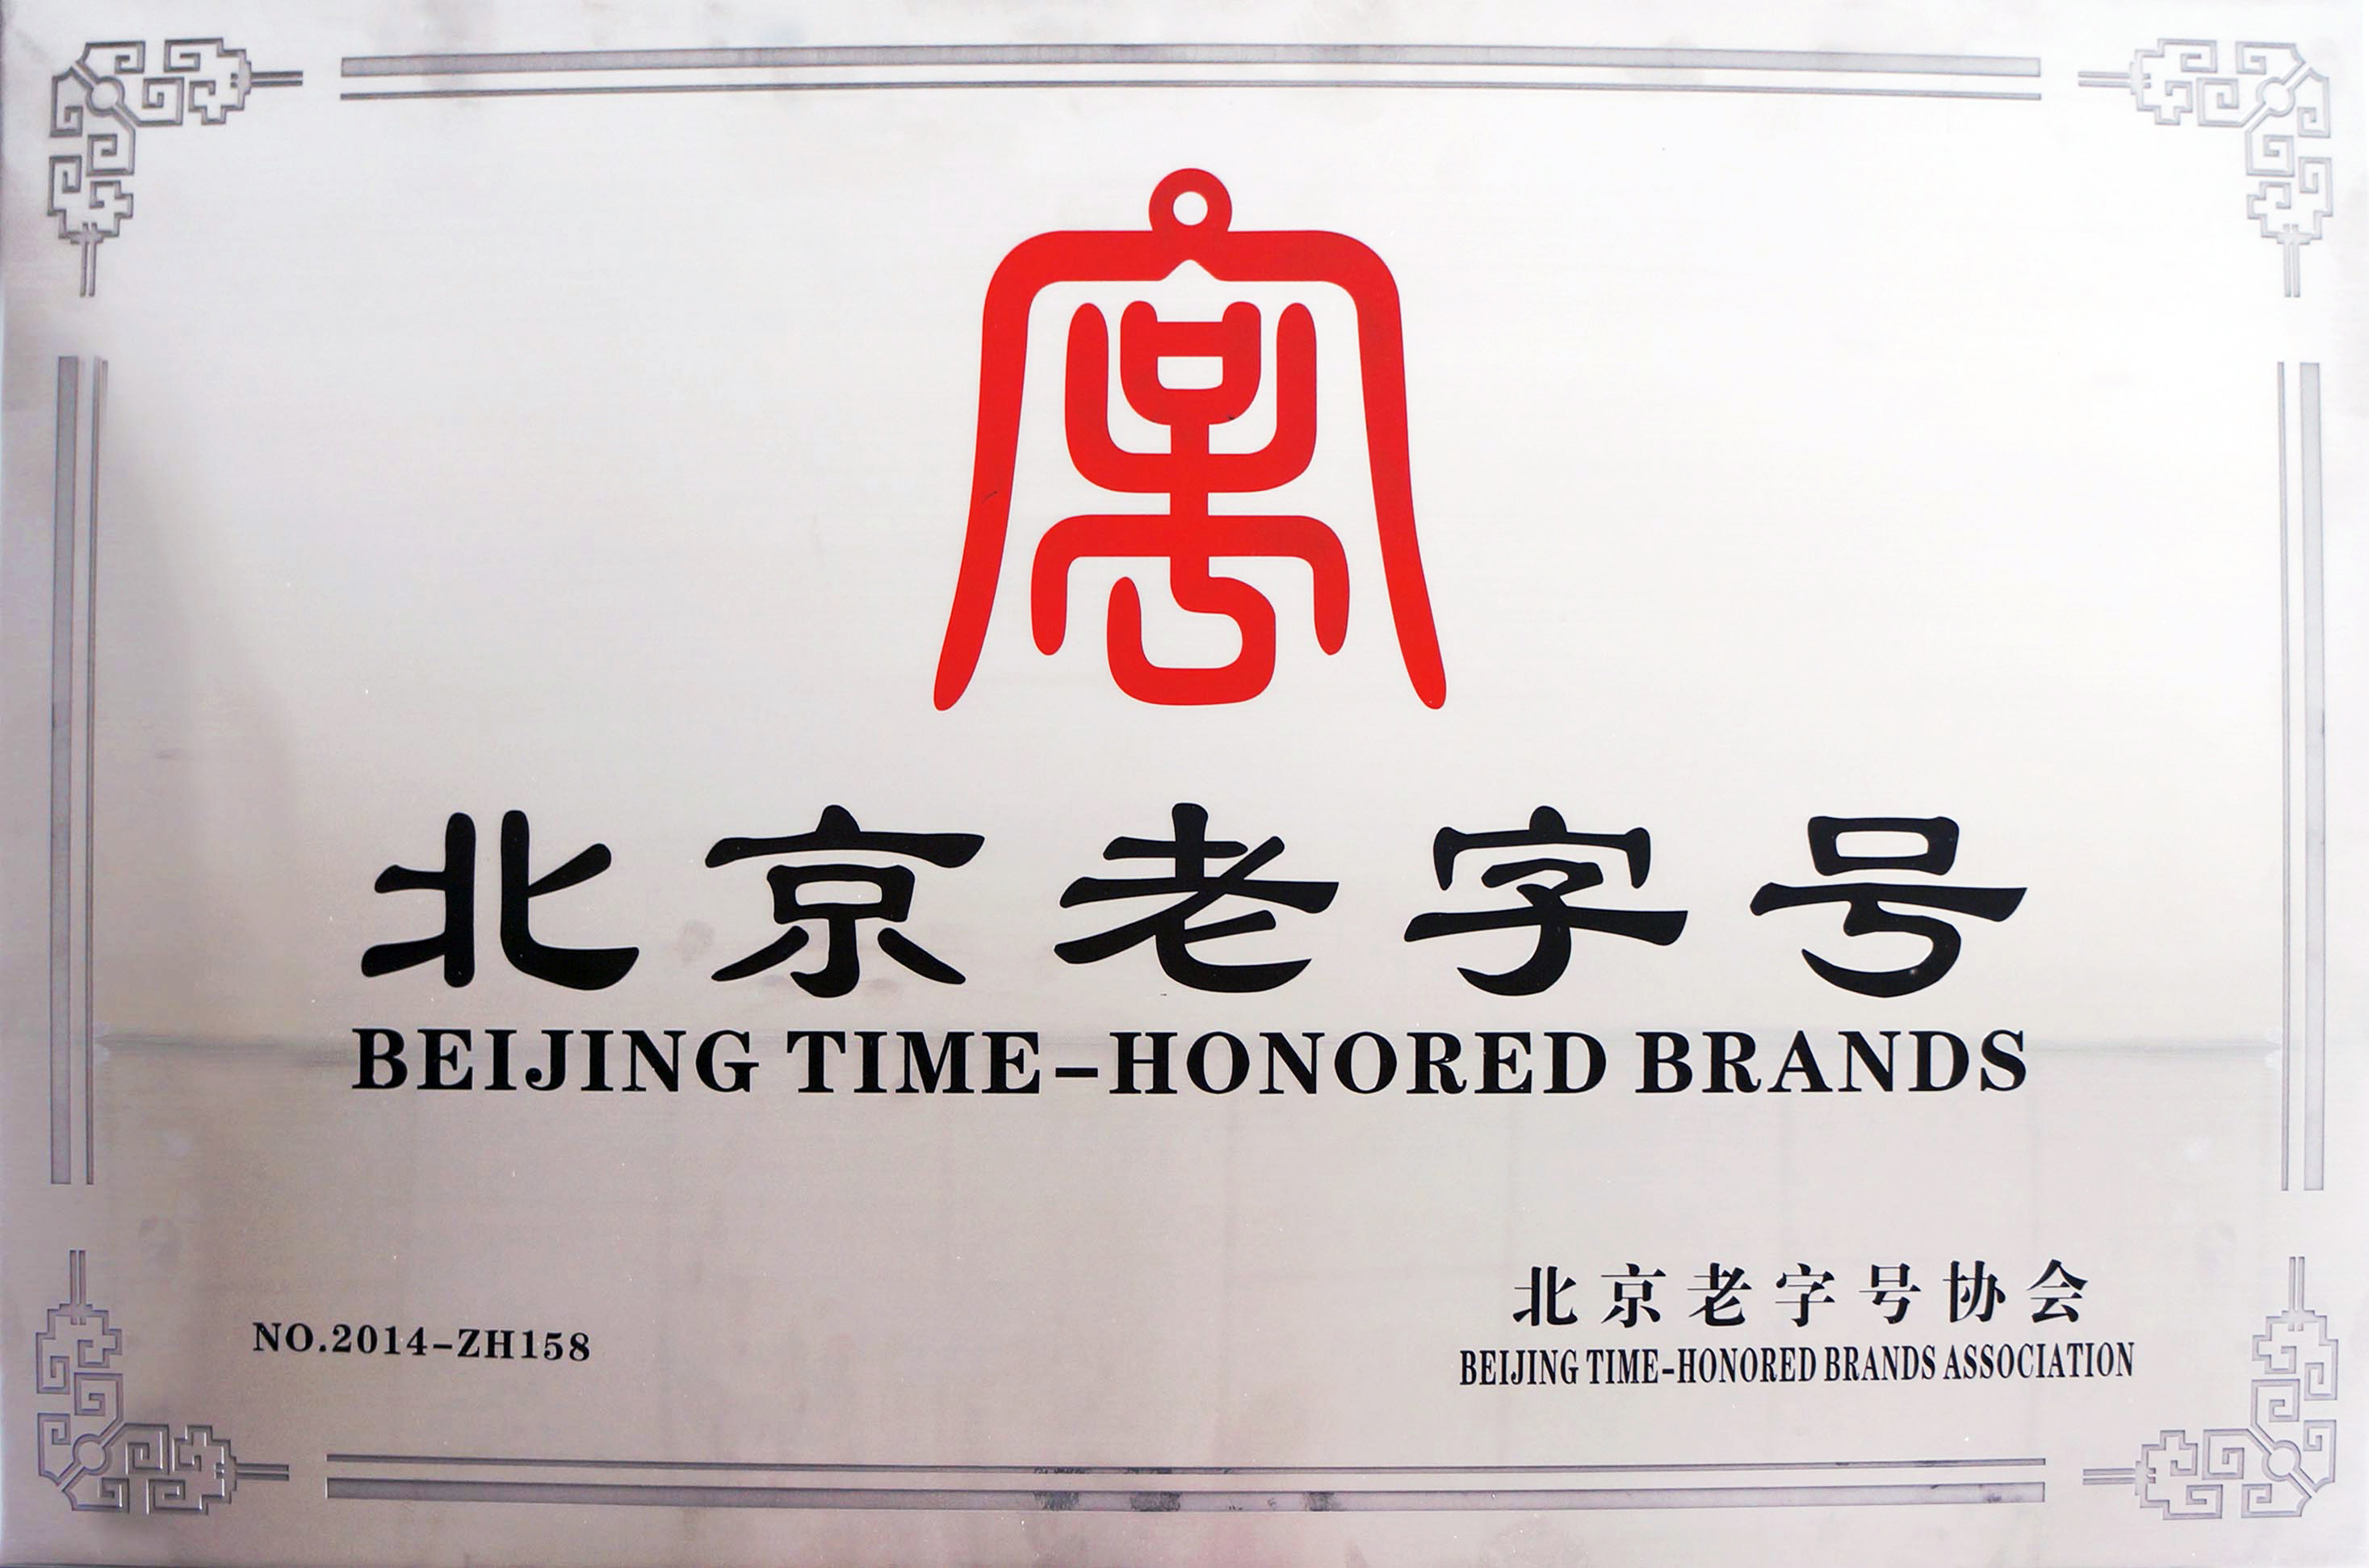 北京老字号
BEIJING TIME-HONORED BRANDS
NO.2014-ZH158
北京老字号协会
BEIJING TIME-HONORED BRANDS ASSOCIATION